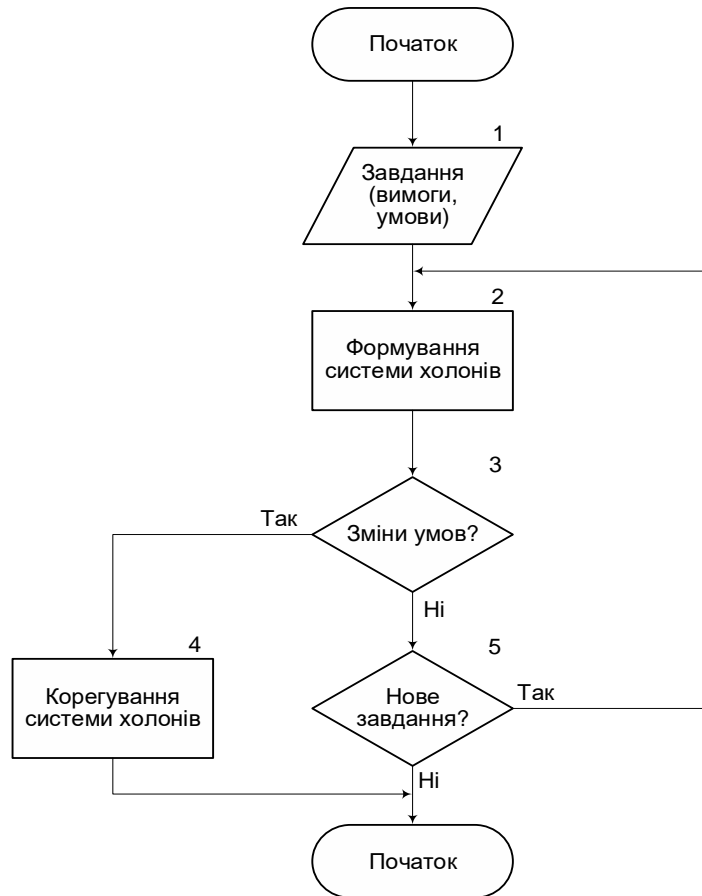 Початок
1
Завдання
(вимоги,
умови)
2
Формування
системи холонів
3
Так
Зміни умов?
Ні
4
5
Корегування
системи холонів
Нове
завдання?
Так
Ні
Початок